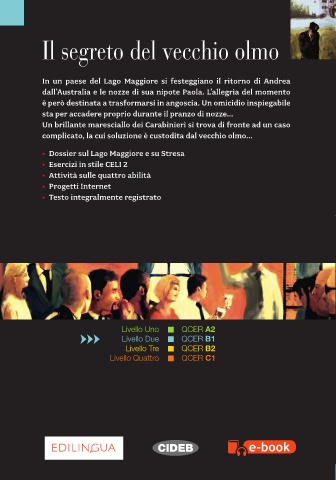 Il segreto del vecchio olmo
In un paese del Lago Maggiore si festeggiano il ritorno di Andrea
dall'Australia e le nozze di sua nipote Paola. L'allegria del momento
è però destinata a trasformarsi in angoscia. Un omicidio inspiegabile
sta per accadere proprio durante il pranzo di nozze...
Un brillante maresciallo dei Carabinieri si trova di fronte ad un caso
complicato, la cui soluzione è custodita dal vecchio olmo...
• Dossier sul Lago Maggiore e su Stresa
• Esercizi in stile CELI 2
• Attività sulle quattro abilità
• Progetti Internet
• Testo integralmente registrato
Livello Uno ■ QCER A2
Livello Due ■ QCER B1
Livello Tre ■ QCER B2
Livello Quattro ■ QCER C1
EDILINGUA
CIDEB
e-book